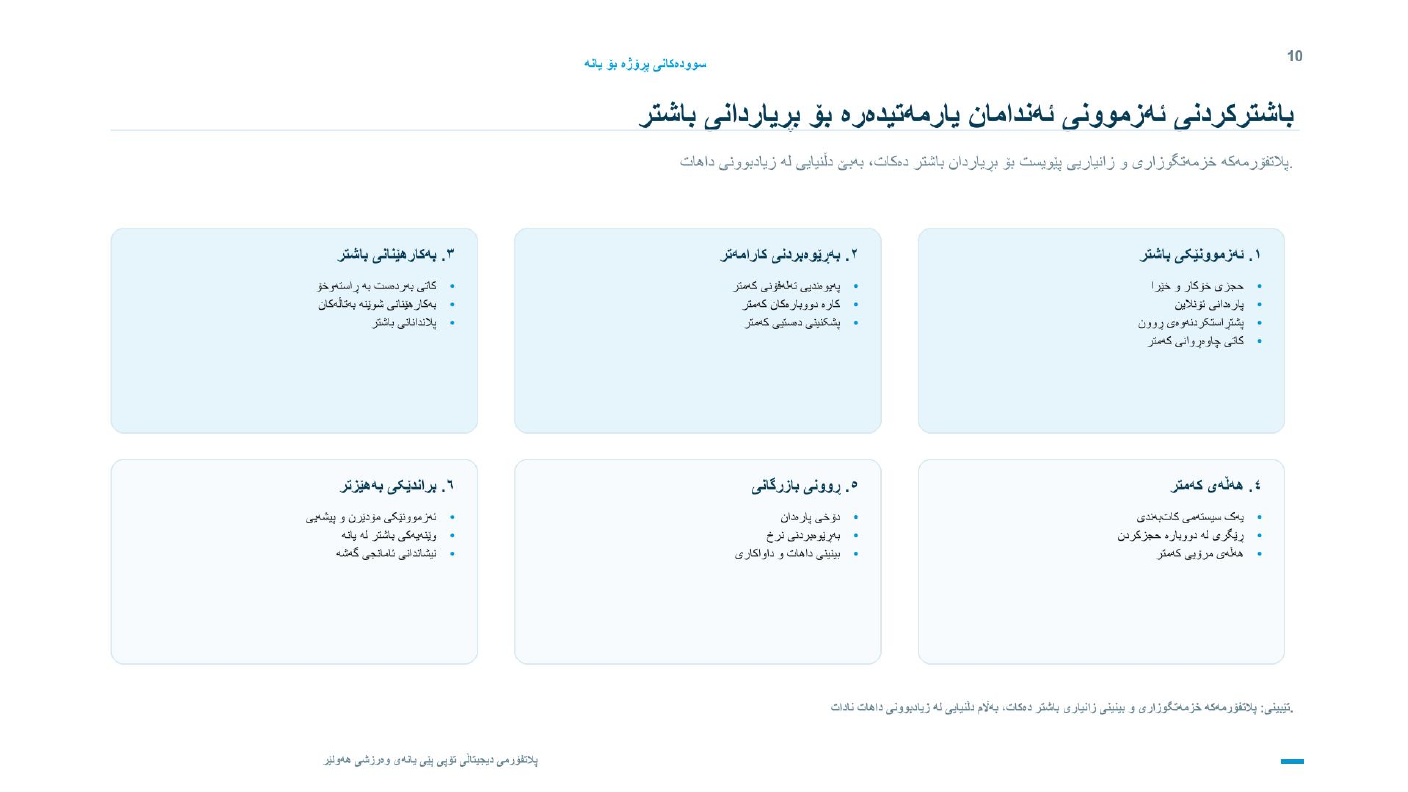 10
سوودەکانی پڕۆژە بۆ یانە
باشترکردنی ئەزموونی ئەندامان یارمەتیدەرە بۆ بڕیاردانی باشتر
پلاتفۆرمەکە خزمەتگوزاری و زانیاریی پێویست بۆ بڕیاردان باشتر دەکات، بەبێ دڵنیایی لە زیادبوونی داهات.
١. ئەزموونێکی باشتر
• حجزی خۆکار و خێرا
• پارەدانی ئۆنلاین
• پشتڕاستکردنەوەی ڕوون
• کاتی چاوەڕوانی کەمتر
٢. بەڕێوەبردنی کارامەتر
• پەیوەندیی تەلەفۆنی کەمتر
• کارە دووبارەکان کەمتر
• پشکنینی دەستیی کەمتر
٣. بەکارهێنانی باشتر
• کاتی بەردەست بە ڕاستەوخۆ
• بەکارهێنانی شوێنە بەتاڵەکان
• پلاندانانی باشتر
٤. هەڵەی کەمتر
• یەک سیستەمی کاتبەندی
• ڕێگری لە دووبارە حجزکردن
• هەڵەی مرۆیی کەمتر
٥. ڕوونی بازرگانی
• دۆخی پارەدان
• بەڕێوەبردنی نرخ
• بینینی داهات و داواکاری
٦. براندێکی بەهێزتر
• ئەزموونێکی مۆدێرن و پیشەیی
• وێنەیەکی باشتر لە یانە
• نیشاندانی ئامانجی گەشە
تێبینی: پلاتفۆرمەکە خزمەتگوزاری و بینینی زانیاری باشتر دەکات، بەڵام دڵنیایی لە زیادبوونی داهات نادات.
پلاتفۆرمی دیجیتاڵی تۆپی پێی یانەی وەرزشی هەولێر